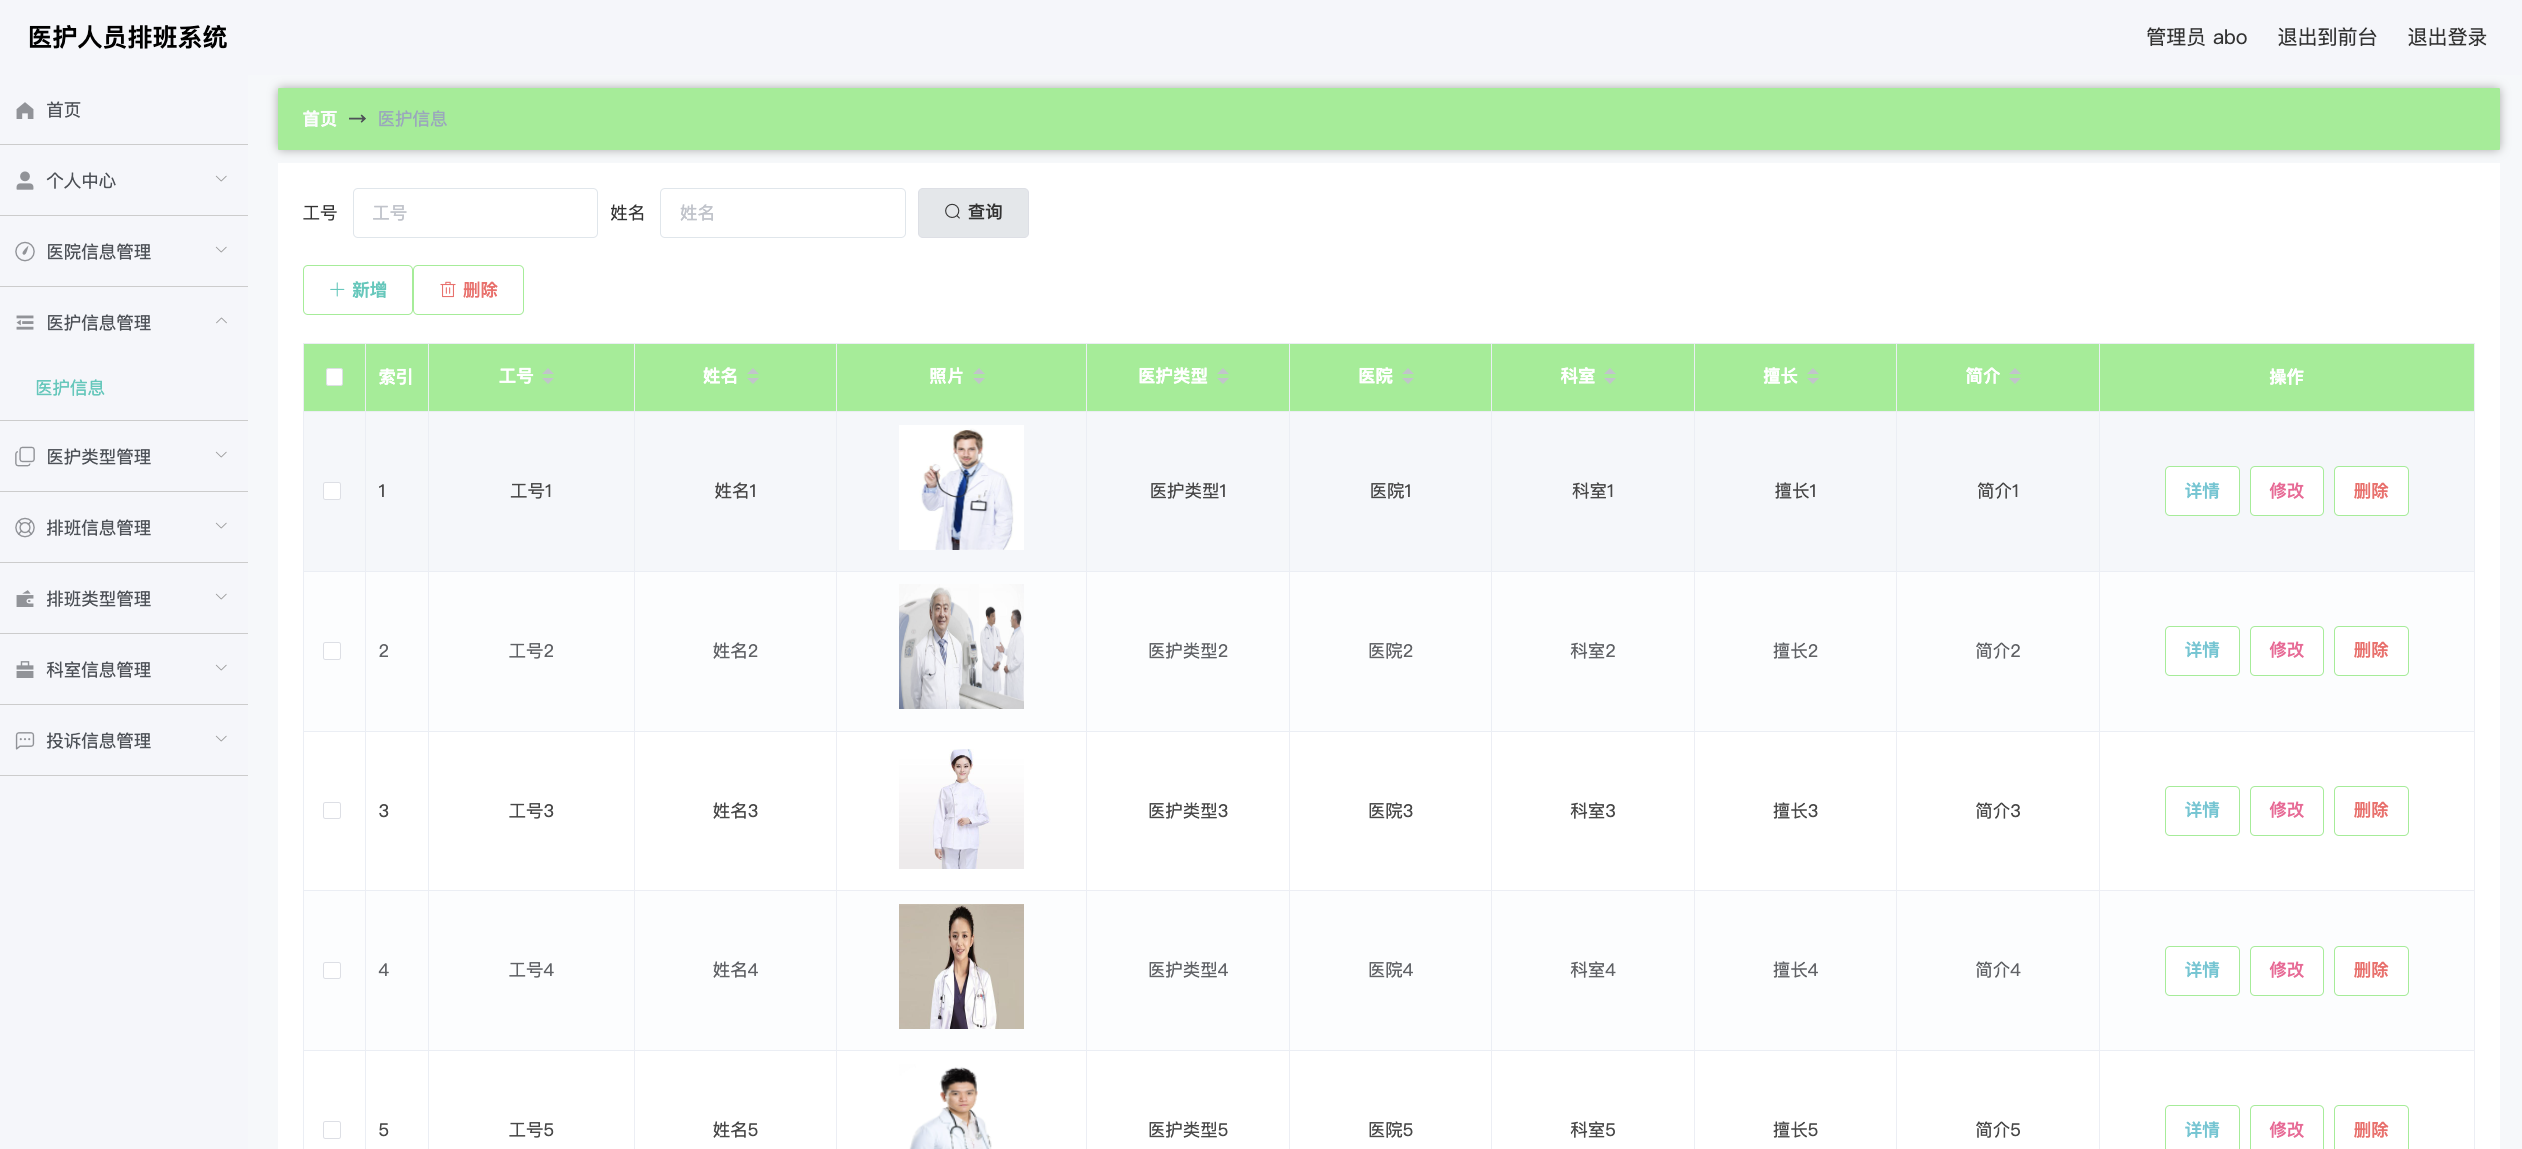 医护人员排班系统
管理员 abo 退出到前台 退出登录
首页
个人中心
医院信息管理
医护信息管理
医护信息
医护类型管理
排班信息管理
排班类型管理
科室信息管理
投诉信息管理
首页 → 医护信息
工号 工号 姓名 姓名 查询
新增 删除
索引 工号 姓名 照片 医护类型 医院 科室 擅长 简介 操作
1 工号1 姓名1 医护类型1 医院1 科室1 擅长1 简介1 详情 修改 删除
2 工号2 姓名2 医护类型2 医院2 科室2 擅长2 简介2 详情 修改 删除
3 工号3 姓名3 医护类型3 医院3 科室3 擅长3 简介3 详情 修改 删除
4 工号4 姓名4 医护类型4 医院4 科室4 擅长4 简介4 详情 修改 删除
5 工号5 姓名5 医护类型5 医院5 科室5 擅长5 简介5 详情 修改 删除